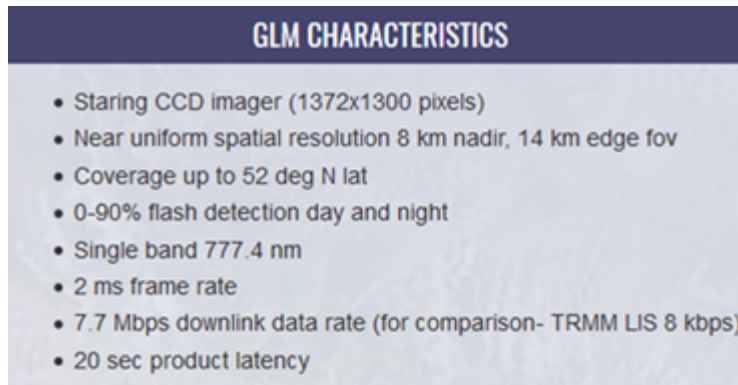 GLM CHARACTERISTICS
• Staring CCD imager (1372x1300 pixels)
• Near uniform spatial resolution 8 km nadir, 14 km edge fov
• Coverage up to 52 deg N lat
• 0-90% flash detection day and night
• Single band 777.4 nm
• 2 ms frame rate
• 7.7 Mbps downlink data rate (for comparison- TRMM LIS 8 kbps)
• 20 sec product latency